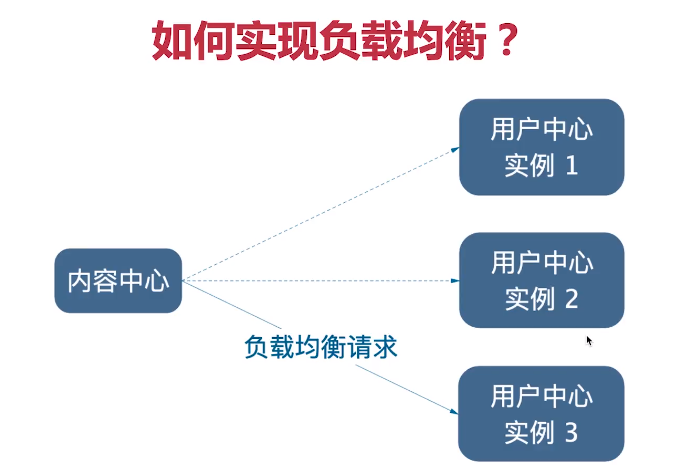 如何实现负载均衡？
用户中心
实例 1
用户中心
实例 2
内容中心
负载均衡请求
用户中心
实例 3